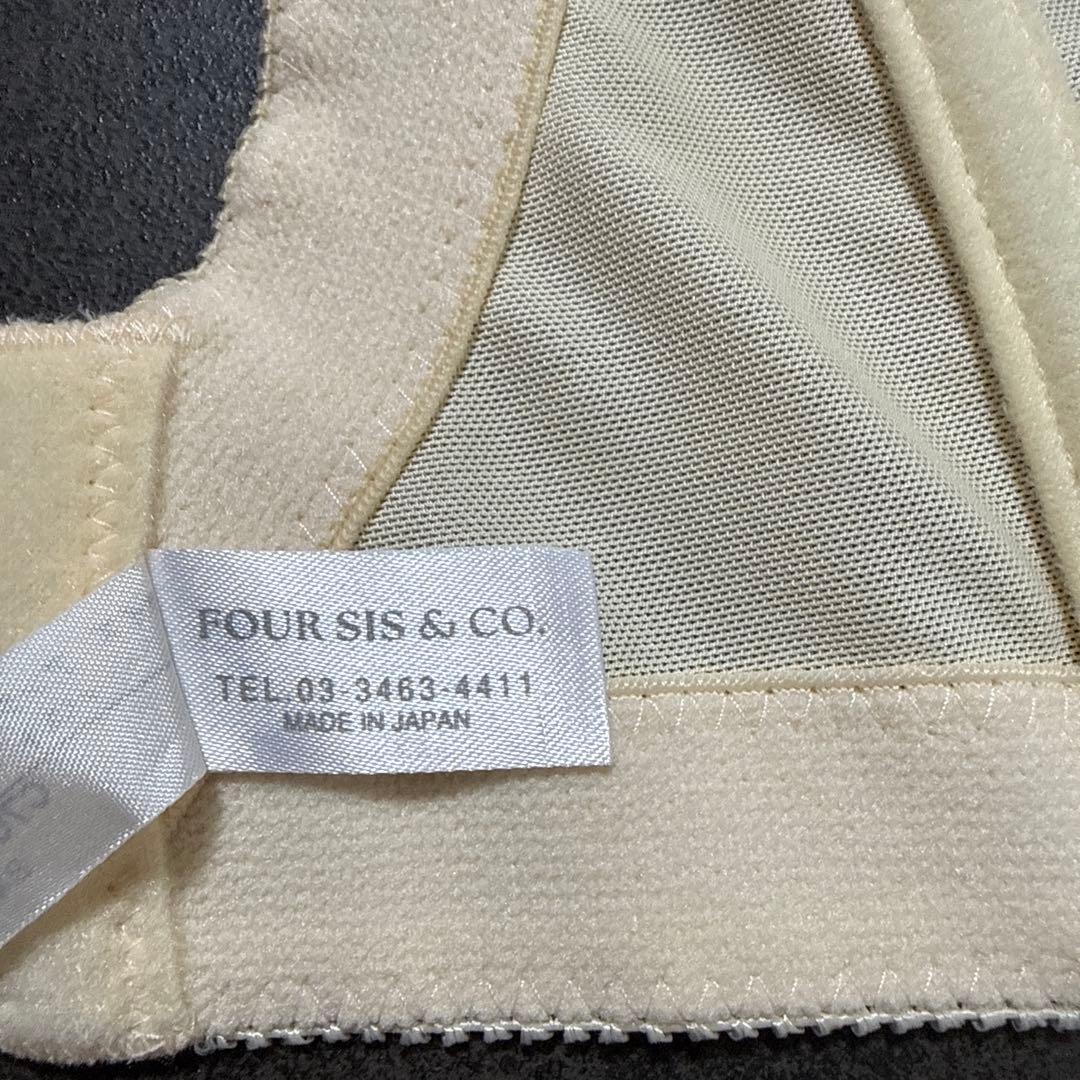 FOUR SIS & CO.
TEL.03-3463-4411
MADE IN JAPAN